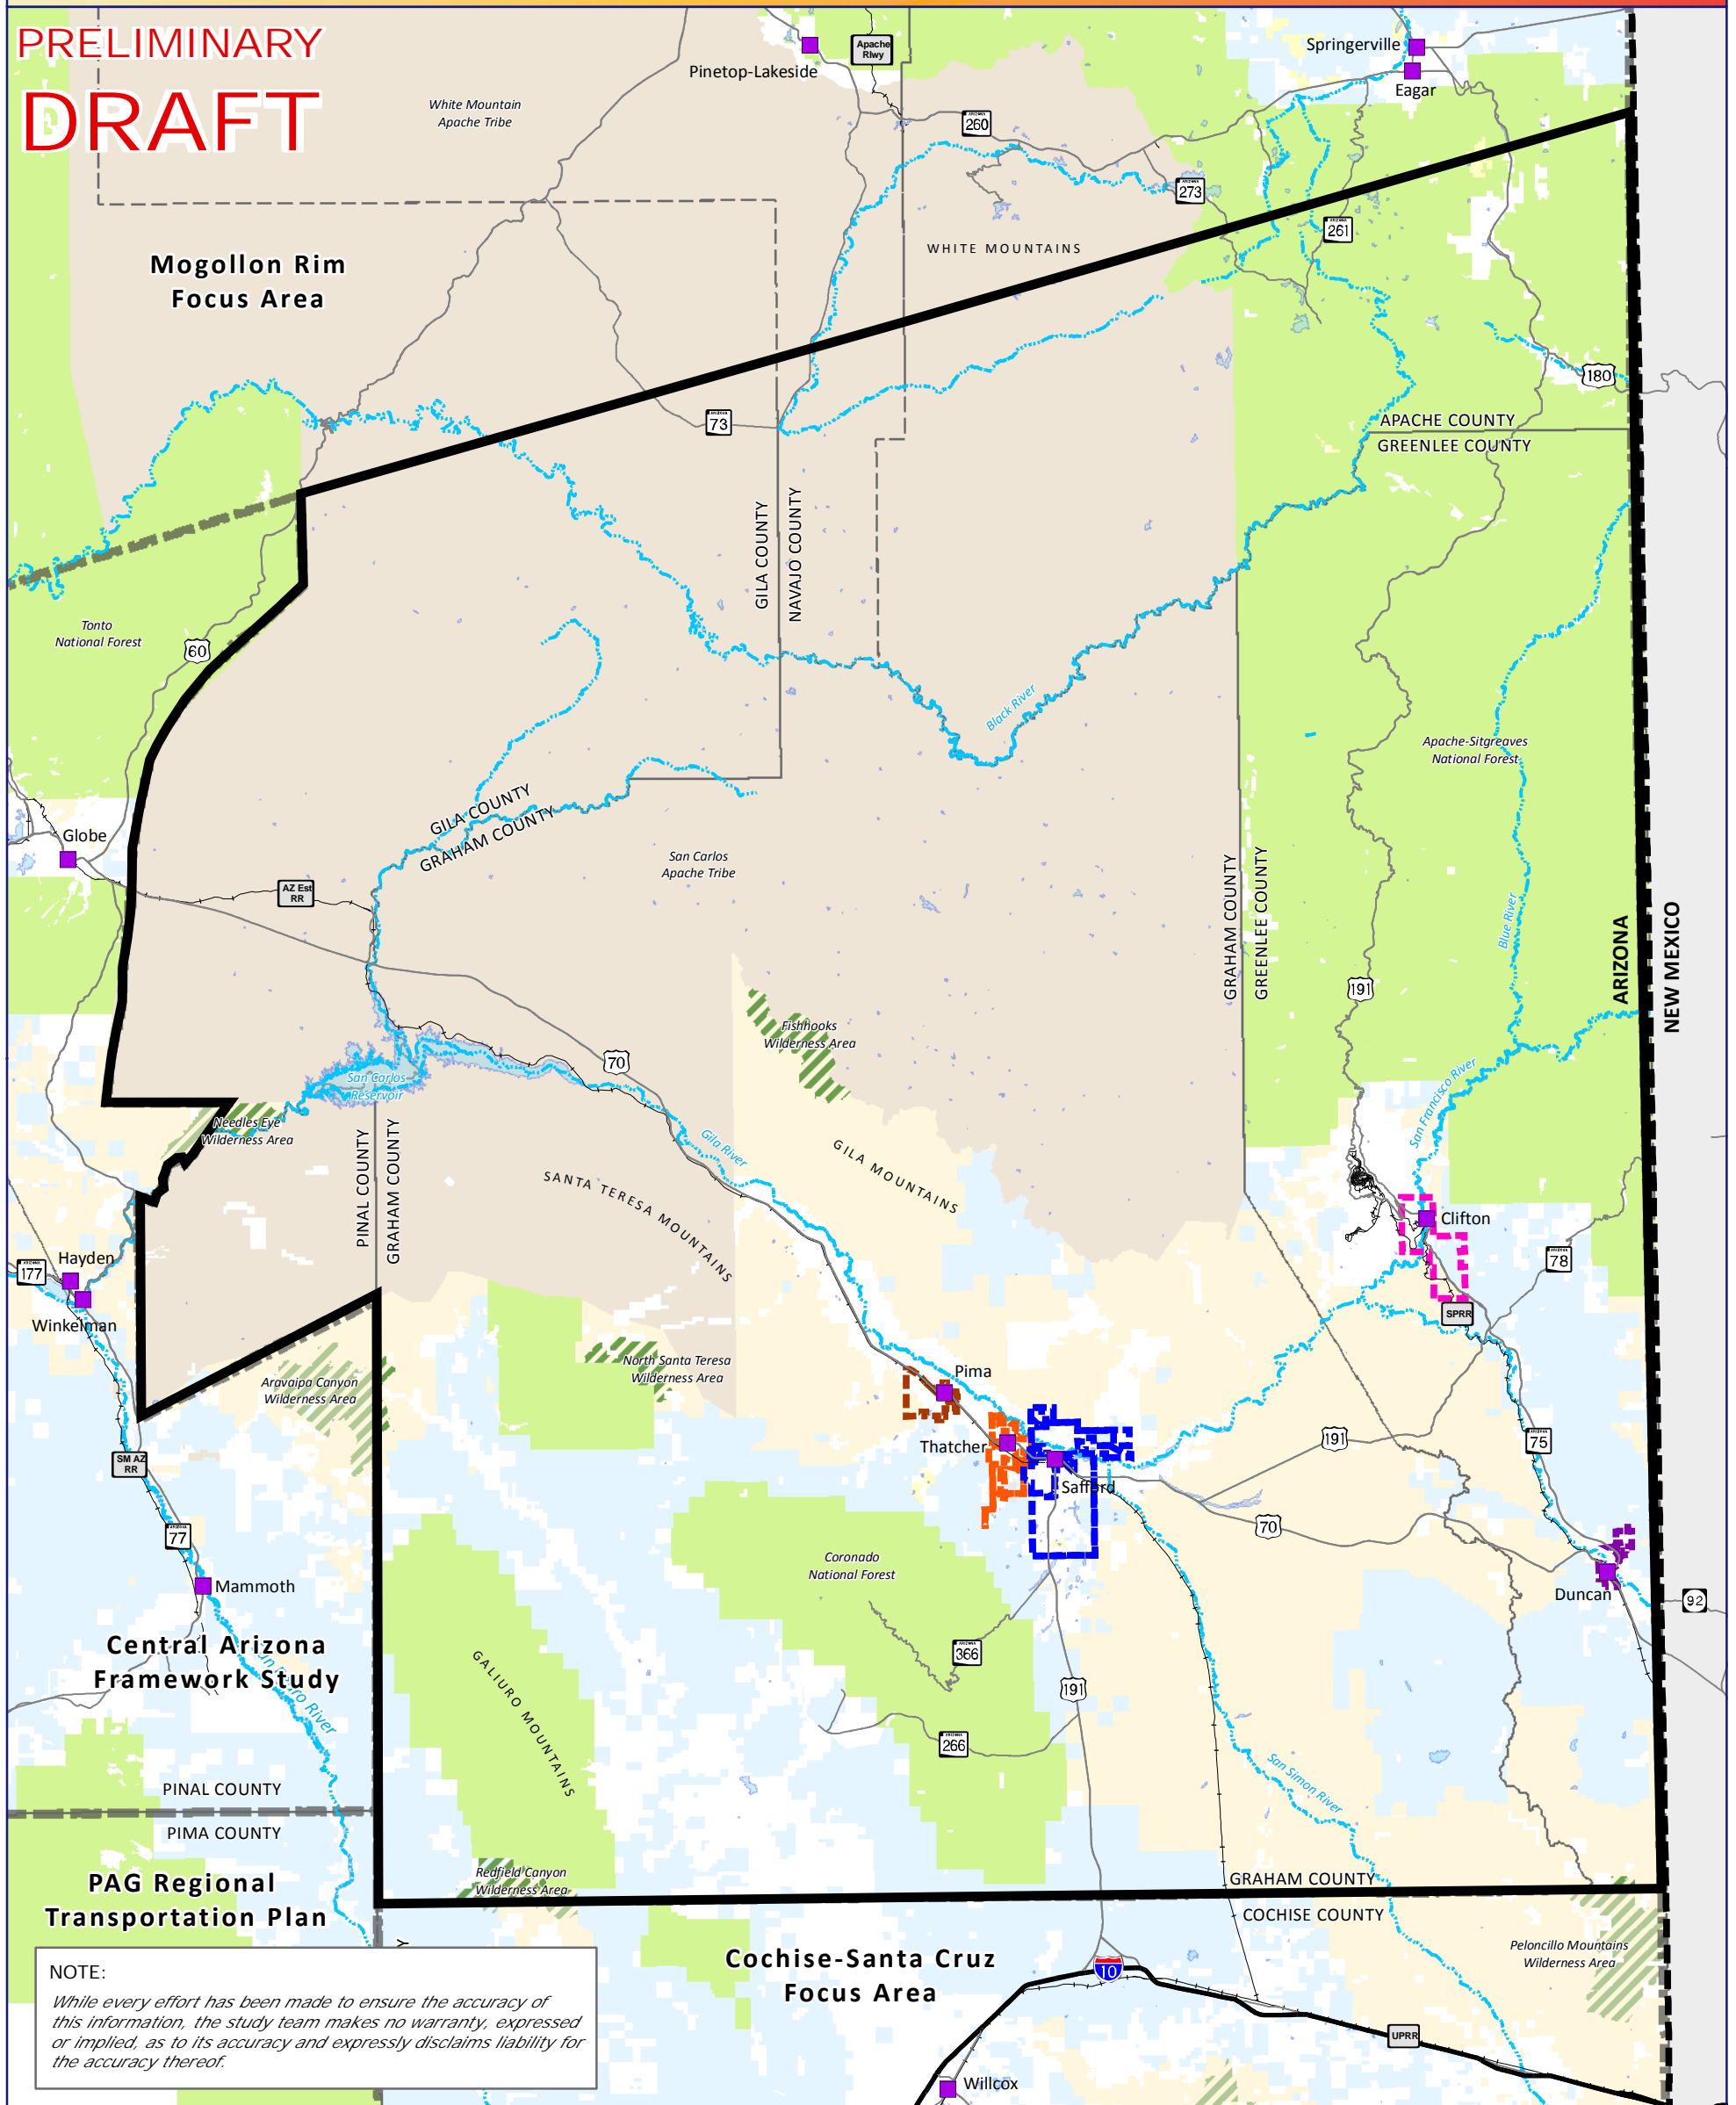 PRELIMINARY
DRAFT
Pinetop-Lakeside
Apache
Rlwy
Springerville
Eagar
White Mountain
Apache Tribe
260
273
261
WHITE MOUNTAINS
Mogollon Rim
Focus Area
180
73
APACHE COUNTY
GREENLEE COUNTY
GILA COUNTY
NAVAJO COUNTY
Tonto
National Forest
60
Black River
Apache-Sitgreaves
National Forest
GILA COUNTY
GRAHAM COUNTY
Globe
San Carlos
Apache Tribe
AZ Est
RR
GRAHAM COUNTY
GREENLEE COUNTY
Blue River
ARIZONA
NEW MEXICO
191
Fishhooks
Wilderness Area
70
San Carlos
Reservoir
Needles Eye
Wilderness Area
Gila River
San Francisco River
GILA MOUNTAINS
SANTA TERESA MOUNTAINS
PINAL COUNTY
GRAHAM COUNTY
Clifton
78
SPRR
Hayden
177
Winkelman
North Santa Teresa
Wilderness Area
Aravaipa Canyon
Wilderness Area
Pima
Thatcher
Safford
191
75
SM AZ
RR
77
70
Coronado
National Forest
Mammoth
Duncan
92
Central Arizona
Framework Study
366
191
GALIURO MOUNTAINS
266
San Simon River
PINAL COUNTY
PIMA COUNTY
Redfield Canyon
Wilderness Area
GRAHAM COUNTY
COCHISE COUNTY
PAG Regional
Transportation Plan
Cochise-Santa Cruz
Focus Area
10
Peloncillo Mountains
Wilderness Area
UPRR
Willcox
NOTE:
While every effort has been made to ensure the accuracy of
this information, the study team makes no warranty, expressed
or implied, as to its accuracy and expressly disclaims liability for
the accuracy thereof.